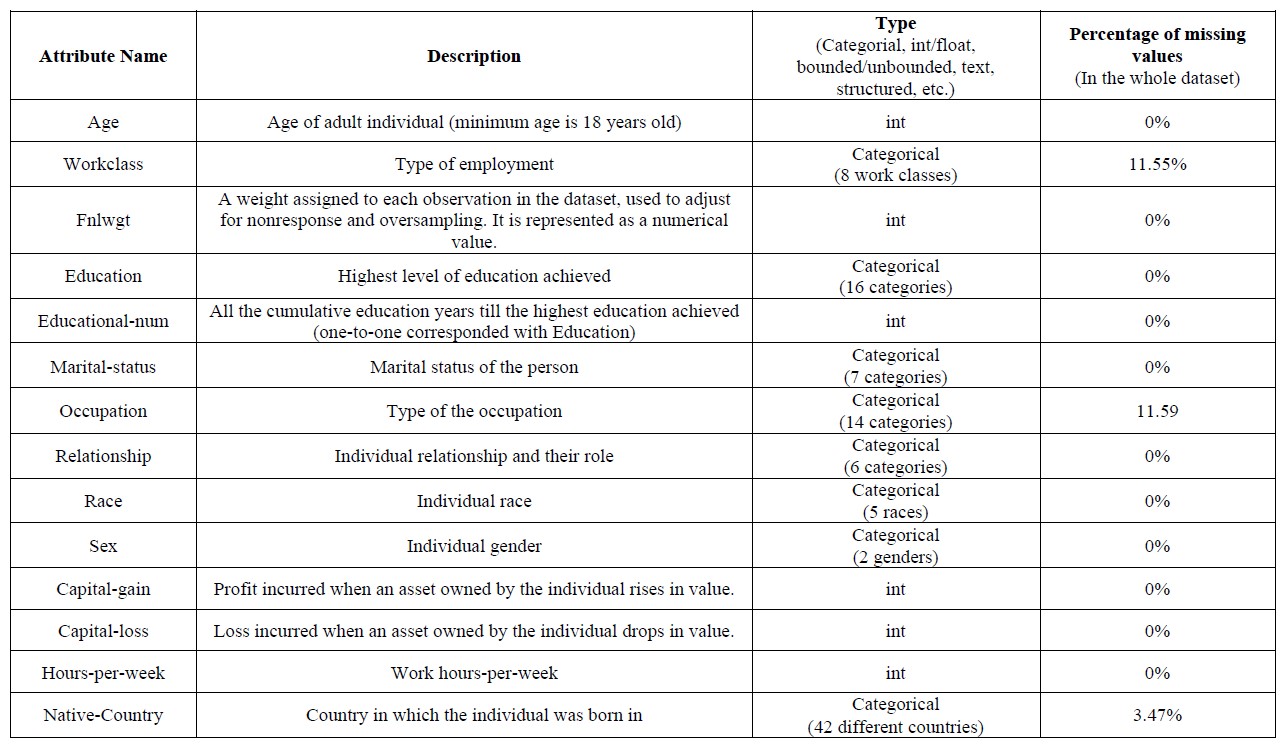 Attribute Name
Description
Type
(Categorial, int/float,
bounded/unbounded, text,
structured, etc.)
Percentage of missing
values
(In the whole dataset)
Age
Age of adult individual (minimum age is 18 years old)
int
0%
Workclass
Type of employment
Categorical
(8 work classes)
11.55%
Fnlwgt
A weight assigned to each observation in the dataset, used to adjust
for nonresponse and oversampling. It is represented as a numerical
value.
int
0%
Education
Highest level of education achieved
Categorical
(16 categories)
0%
Educational-num
All the cumulative education years till the highest education achieved
(one-to-one corresponded with Education)
int
0%
Marital-status
Marital status of the person
Categorical
(7 categories)
0%
Occupation
Type of the occupation
Categorical
(14 categories)
11.59
Relationship
Individual relationship and their role
Categorical
(6 categories)
0%
Race
Individual race
Categorical
(5 races)
0%
Sex
Individual gender
Categorical
(2 genders)
0%
Capital-gain
Profit incurred when an asset owned by the individual rises in value.
int
0%
Capital-loss
Loss incurred when an asset owned by the individual drops in value.
int
0%
Hours-per-week
Work hours-per-week
int
0%
Native-Country
Country in which the individual was born in
Categorical
(42 different countries)
3.47%